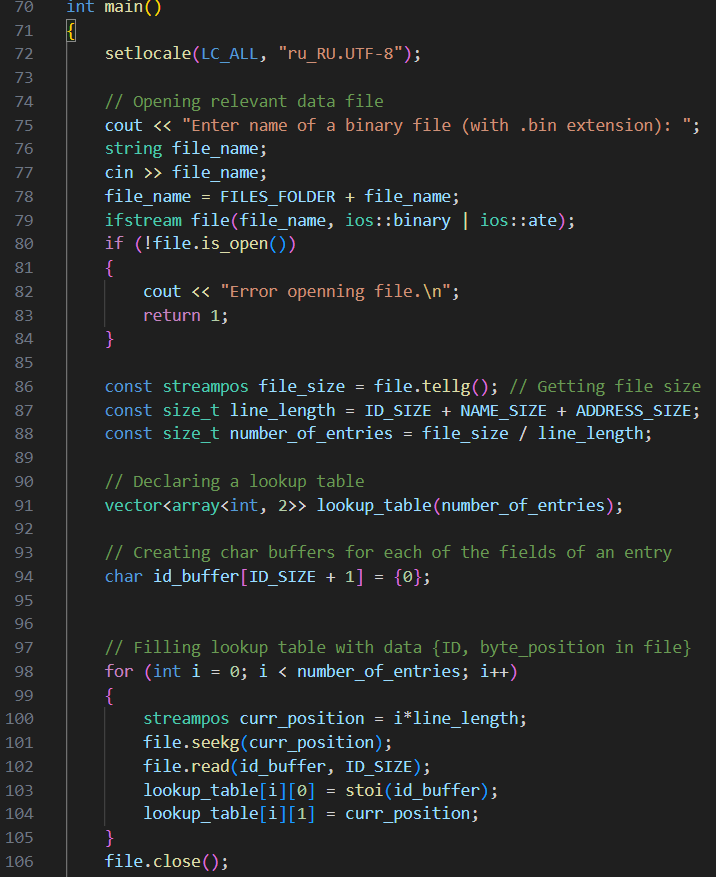 70 int main()
71 {
72     setlocale(LC_ALL, "ru_RU.UTF-8");
73
74     // Opening relevant data file
75     cout << "Enter name of a binary file (with .bin extension): ";
76     string file_name;
77     cin >> file_name;
78     file_name = FILES_FOLDER + file_name;
79     ifstream file(file_name, ios::binary | ios::ate);
80     if (!file.is_open())
81     {
82         cout << "Error openning file.\n";
83         return 1;
84     }
85
86     const streampos file_size = file.tellg(); // Getting file size
87     const size_t line_length = ID_SIZE + NAME_SIZE + ADDRESS_SIZE;
88     const size_t number_of_entries = file_size / line_length;
89
90     // Declaring a lookup table
91     vector<array<int, 2>> lookup_table(number_of_entries);
92
93     // Creating char buffers for each of the fields of an entry
94     char id_buffer[ID_SIZE + 1] = {0};
95
96
97     // Filling lookup table with data {ID, byte_position in file}
98     for (int i = 0; i < number_of_entries; i++)
99     {
100         streampos curr_position = i*line_length;
101         file.seekg(curr_position);
102         file.read(id_buffer, ID_SIZE);
103         lookup_table[i][0] = stoi(id_buffer);
104         lookup_table[i][1] = curr_position;
105     }
106     file.close();